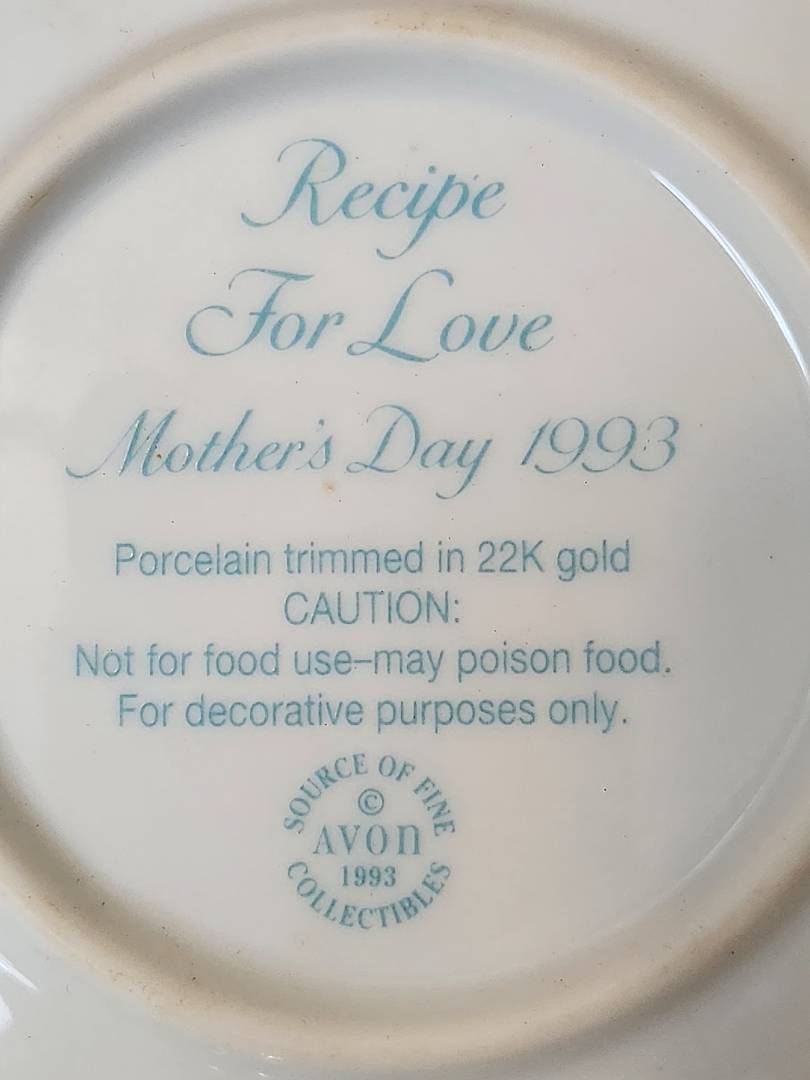 Recipe
For Love
Mother's Day 1993
Porcelain trimmed in 22K gold
CAUTION:
Not for food use–may poison food.
For decorative purposes only.
SOURCE OF FINE
©
AVON
1993
COLLECTIBLES